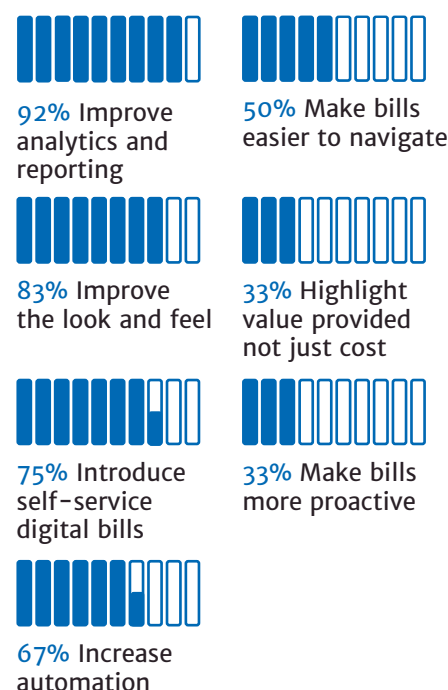 92% Improve
analytics and
reporting
50% Make bills
easier to navigate
83% Improve
the look and feel
33% Highlight
value provided
not just cost
75% Introduce
self-service
digital bills
33% Make bills
more proactive
67% Increase
automation